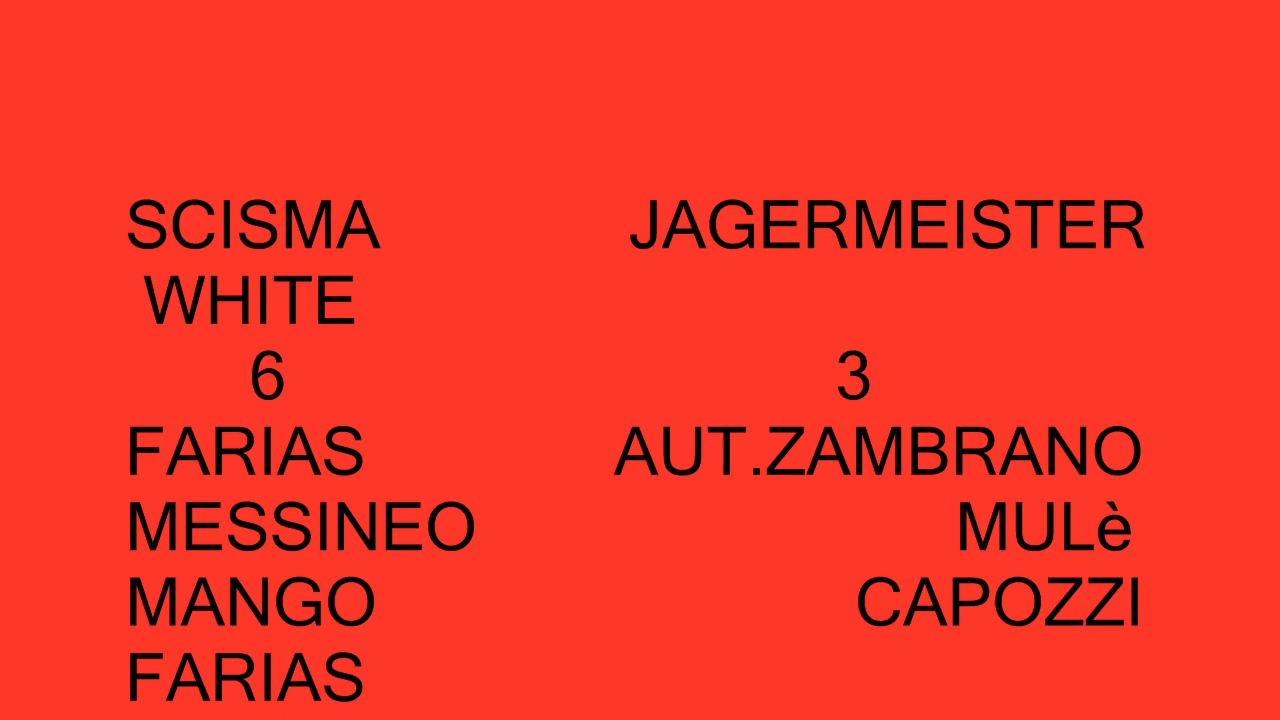 SCISMA JAGERMEISTER
WHITE
6 3
FARIAS AUT.ZAMBRANO
MESSINEO MULè
MANGO CAPOZZI
FARIAS